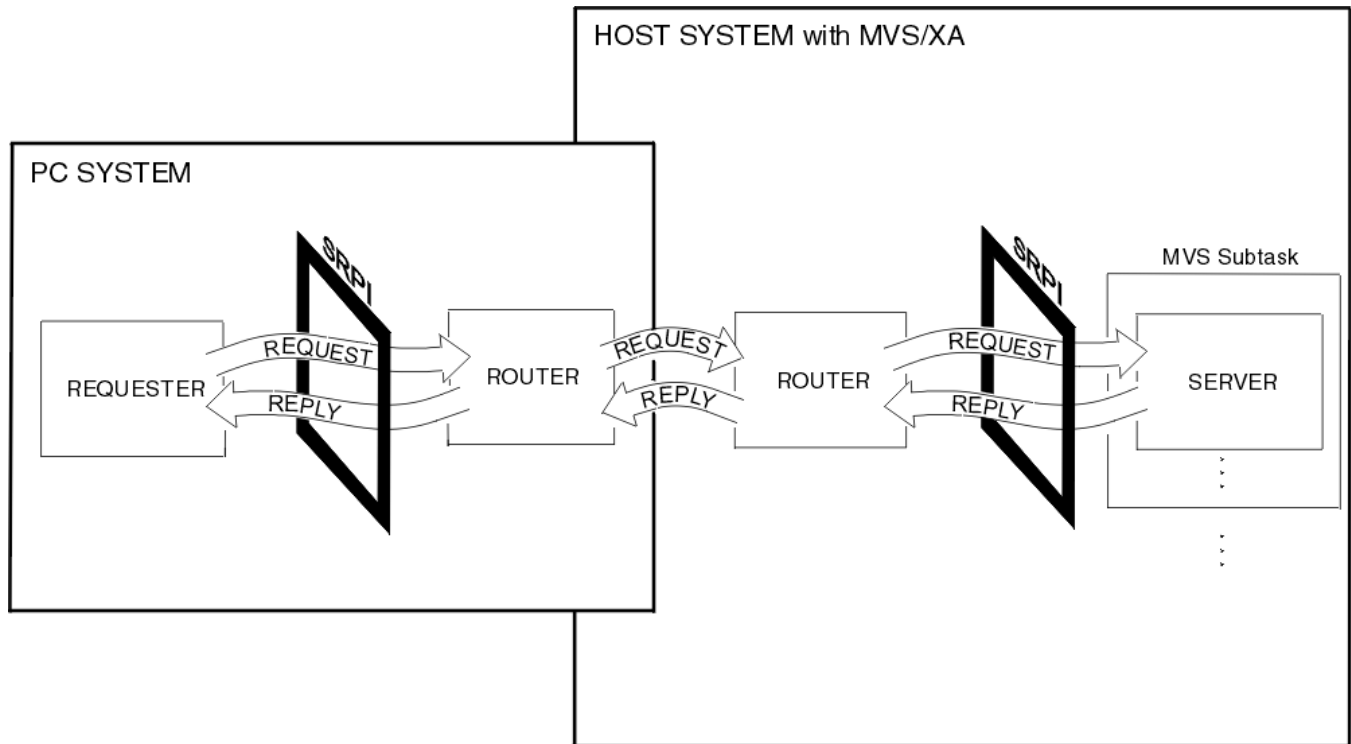 HOST SYSTEM with MVS/XA
PC SYSTEM
SRPI
SRPI
MVS Subtask
REQUESTER
REQUEST
REPLY
ROUTER
REQUEST
REPLY
ROUTER
REQUEST
REPLY
SERVER